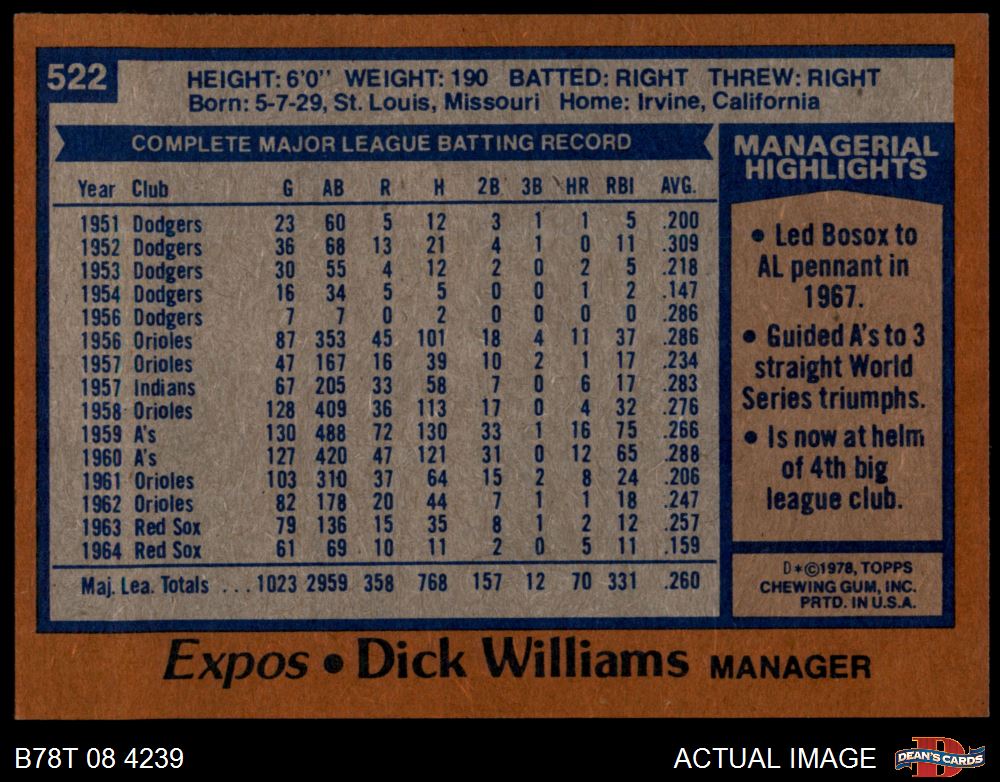 522
HEIGHT: 6'0" WEIGHT: 190 BATTED: RIGHT THREW: RIGHT
Born: 5-7-29, St. Louis, Missouri Home: Irvine, California
COMPLETE MAJOR LEAGUE BATTING RECORD
Year Club G AB R H 2B 3B HR RBI AVG.
1951 Dodgers 23 60 5 12 3 1 1 5 .200
1952 Dodgers 36 68 13 21 4 1 0 11 .309
1953 Dodgers 30 55 4 12 2 0 2 5 .218
1954 Dodgers 16 34 5 5 0 0 1 2 .147
1956 Dodgers 7 7 0 2 0 0 0 0 .286
1956 Orioles 87 353 45 101 18 4 11 37 .286
1957 Orioles 47 167 16 39 10 2 1 17 .234
1957 Indians 67 205 33 58 7 0 6 17 .283
1958 Orioles 128 409 36 113 17 0 4 32 .276
1959 A's 130 488 72 130 33 1 16 75 .266
1960 A's 127 420 47 121 31 0 12 65 .288
1961 Orioles 103 310 37 64 15 2 8 24 .206
1962 Orioles 82 178 20 44 7 1 1 18 .247
1963 Red Sox 79 136 15 35 8 1 2 12 .257
1964 Red Sox 61 69 10 11 2 0 5 11 .159
Maj. Lea. Totals ... 1023 2959 358 768 157 12 70 331 .260
MANAGERIAL
HIGHLIGHTS
• Led Bosox to
AL pennant in
1967.
• Guided A's to 3
straight World
Series triumphs.
• Is now at helm
of 4th big
league club.
D*©1978, TOPPS
CHEWING GUM, INC.
PRTD. IN U.S.A.
Expos • Dick Williams MANAGER
B78T 08 4239
ACTUAL IMAGE
D
DEAN'S CARDS